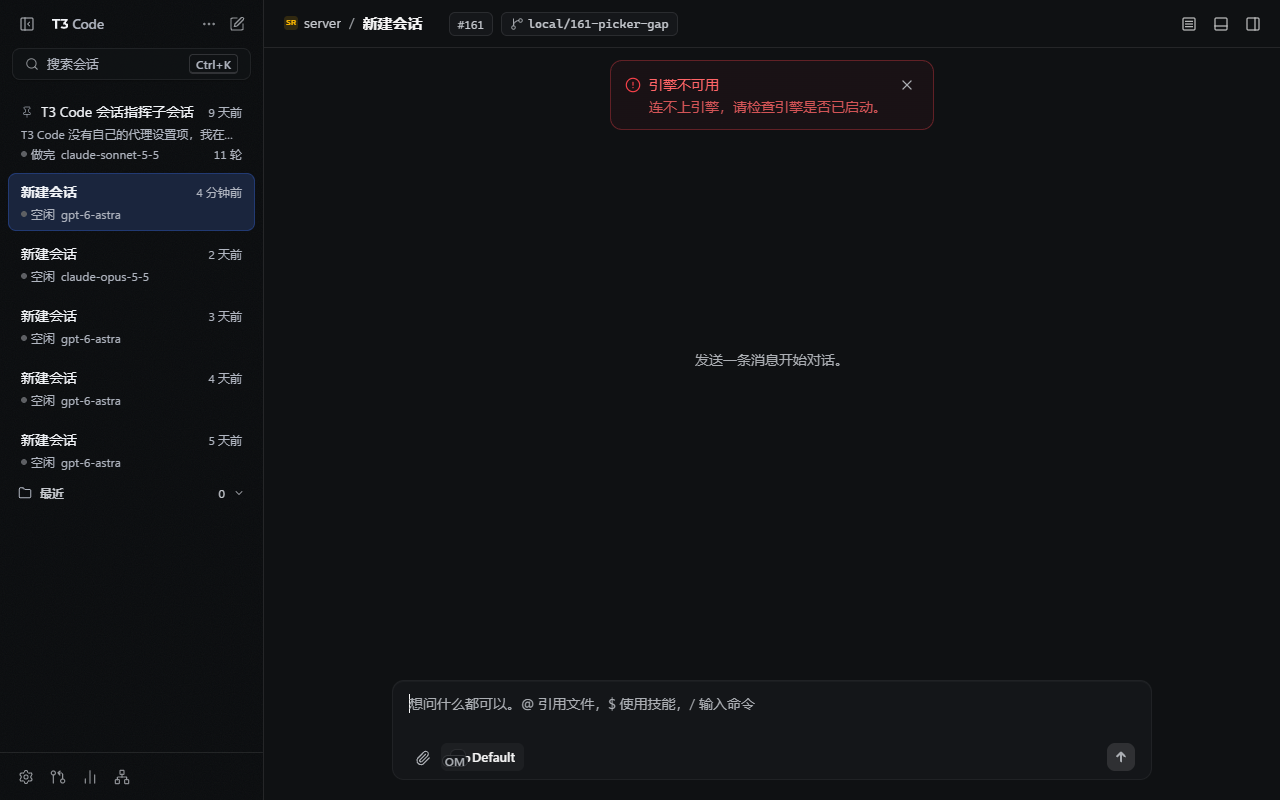 T3 Code
搜索会话 Ctrl+K
T3 Code 会话指挥子会话 9 天前
T3 Code 没有自己的代理设置项，我在...
做完 claude-sonnet-5-5 11 轮
新建会话 4 分钟前
空闲 gpt-6-astra
新建会话 2 天前
空闲 claude-opus-5-5
新建会话 3 天前
空闲 gpt-6-astra
新建会话 4 天前
空闲 gpt-6-astra
新建会话 5 天前
空闲 gpt-6-astra
最近 0
SR server / 新建会话 #161 local/161-picker-gap
引擎不可用
连不上引擎，请检查引擎是否已启动。
发送一条消息开始对话。
想问什么都可以。@ 引用文件，$ 使用技能，/ 输入命令
OM Default